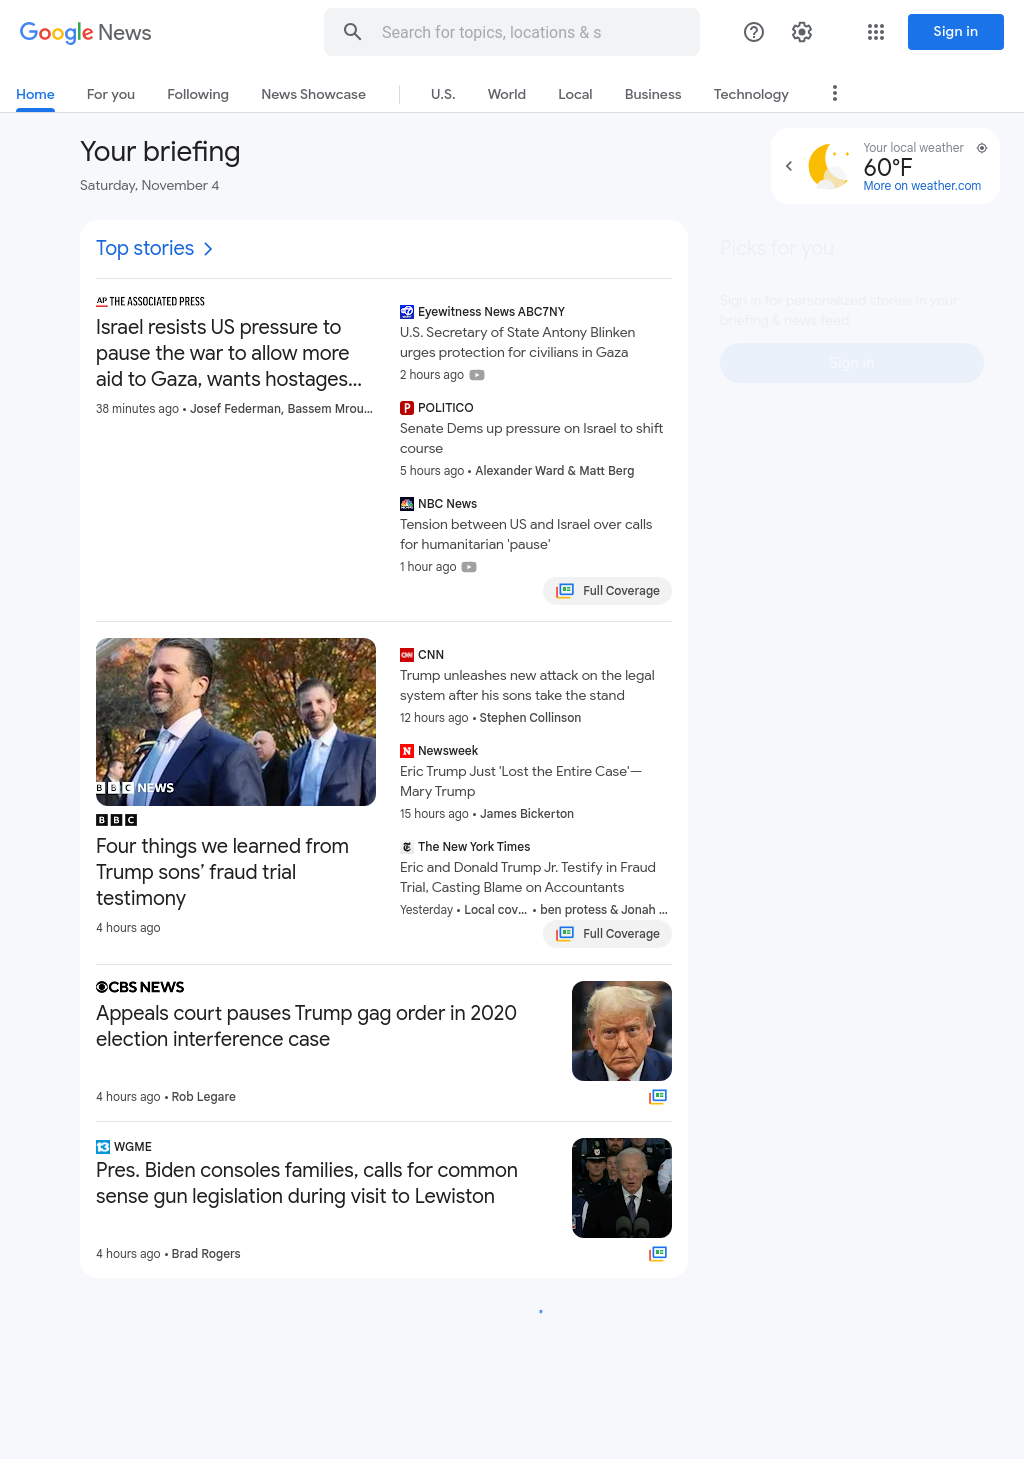 Google News
Search for topics, locations & s
Sign in
Home
For you
Following
News Showcase
U.S.
World
Local
Business
Technology
Your briefing
Saturday, November 4
Your local weather
60°F
More on weather.com
Top stories
AP THE ASSOCIATED PRESS
Israel resists US pressure to
pause the war to allow more
aid to Gaza, wants hostages...
38 minutes ago • Josef Federman, Bassem Mrou...
Eyewitness News ABC7NY
U.S. Secretary of State Antony Blinken
urges protection for civilians in Gaza
2 hours ago
POLITICO
Senate Dems up pressure on Israel to shift
course
5 hours ago • Alexander Ward & Matt Berg
NBC News
Tension between US and Israel over calls
for humanitarian 'pause'
1 hour ago
Full Coverage
Picks for you
Sign in for personalized stories in your
briefing & news feed
Sign in
BBC NEWS
BBC
Four things we learned from
Trump sons’ fraud trial
testimony
4 hours ago
CNN
Trump unleashes new attack on the legal
system after his sons take the stand
12 hours ago • Stephen Collinson
Newsweek
Eric Trump Just 'Lost the Entire Case'—
Mary Trump
15 hours ago • James Bickerton
The New York Times
Eric and Donald Trump Jr. Testify in Fraud
Trial, Casting Blame on Accountants
Yesterday • Local cov... • ben protess & Jonah ...
Full Coverage
CBS NEWS
Appeals court pauses Trump gag order in 2020
election interference case
4 hours ago • Rob Legare
13 WGME
Pres. Biden consoles families, calls for common
sense gun legislation during visit to Lewiston
4 hours ago • Brad Rogers